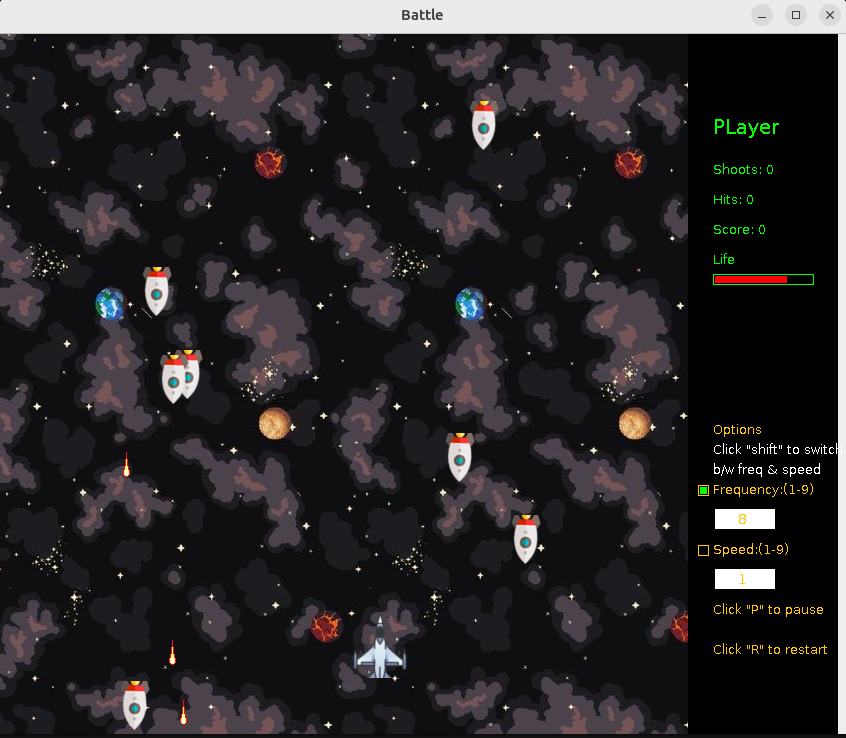 Battle
PLayer
Shoots: 0
Hits: 0
Score: 0
Life
Options
Click "shift" to switch
b/w freq & speed
Frequency:(1-9)
8
Speed:(1-9)
1
Click "P" to pause
Click "R" to restart